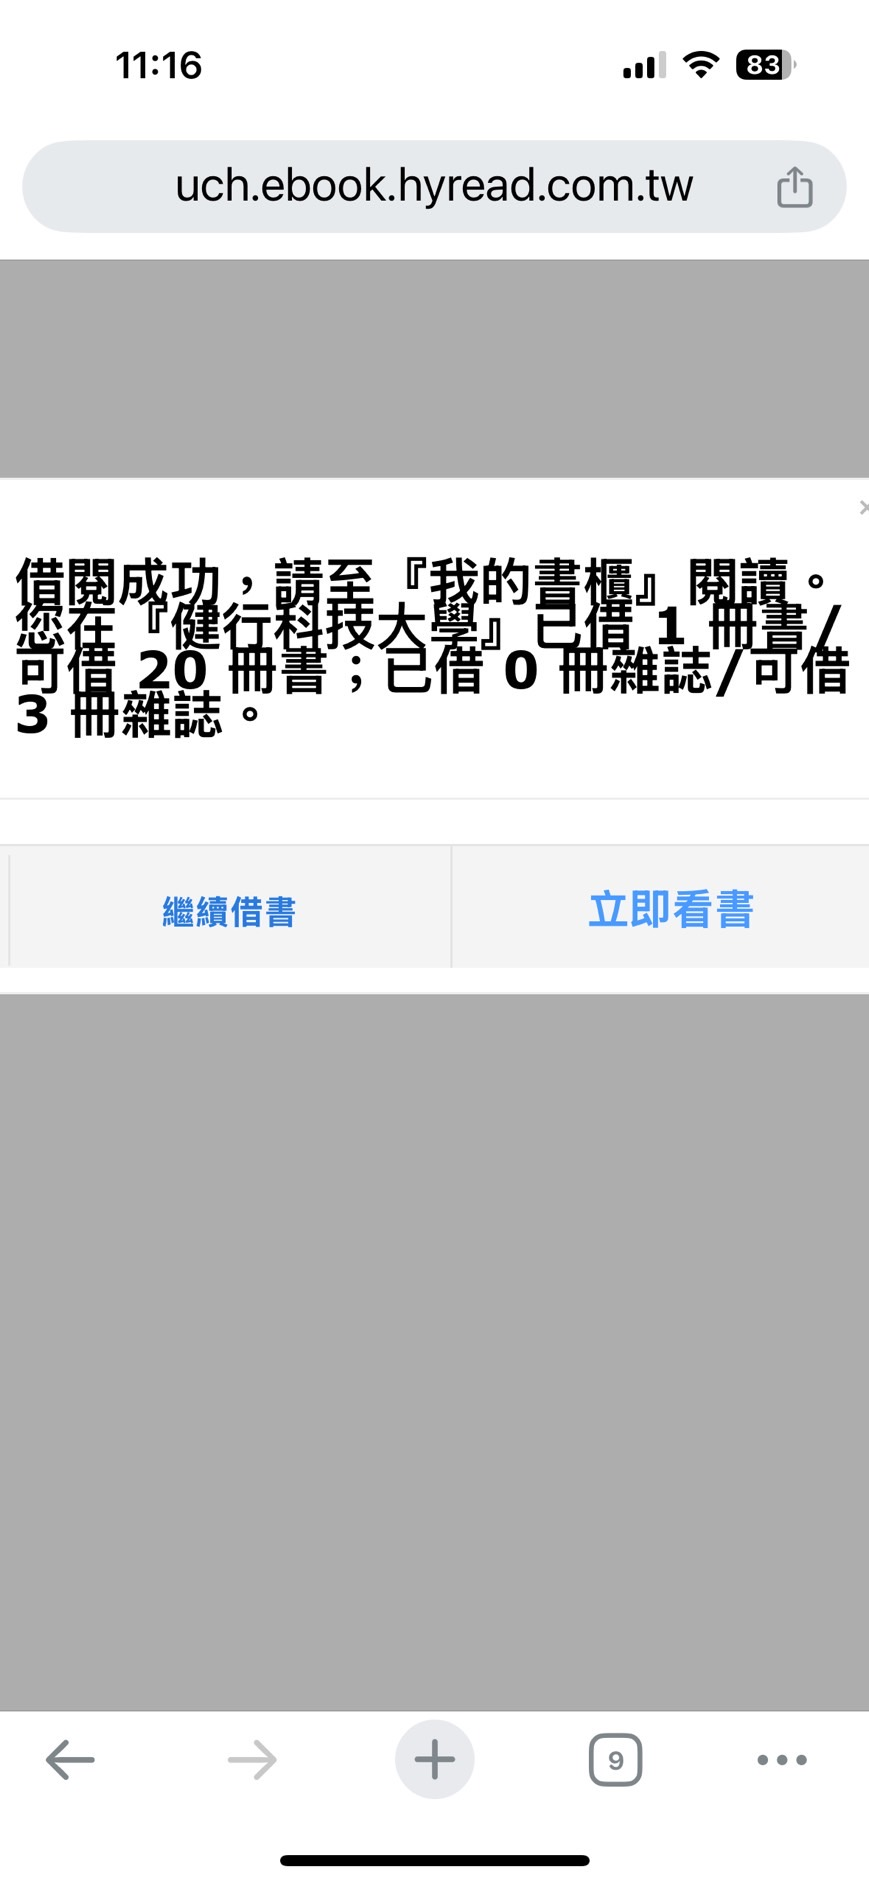 11:16
83
uch.ebook.hyread.com.tw
×
借閱成功，請至『我的書櫃』閱讀。
您在『健行科技大學』已借 1 冊書/
可借 20 冊書；已借 0 冊雜誌/可借
3 冊雜誌。
繼續借書
立即看書
9